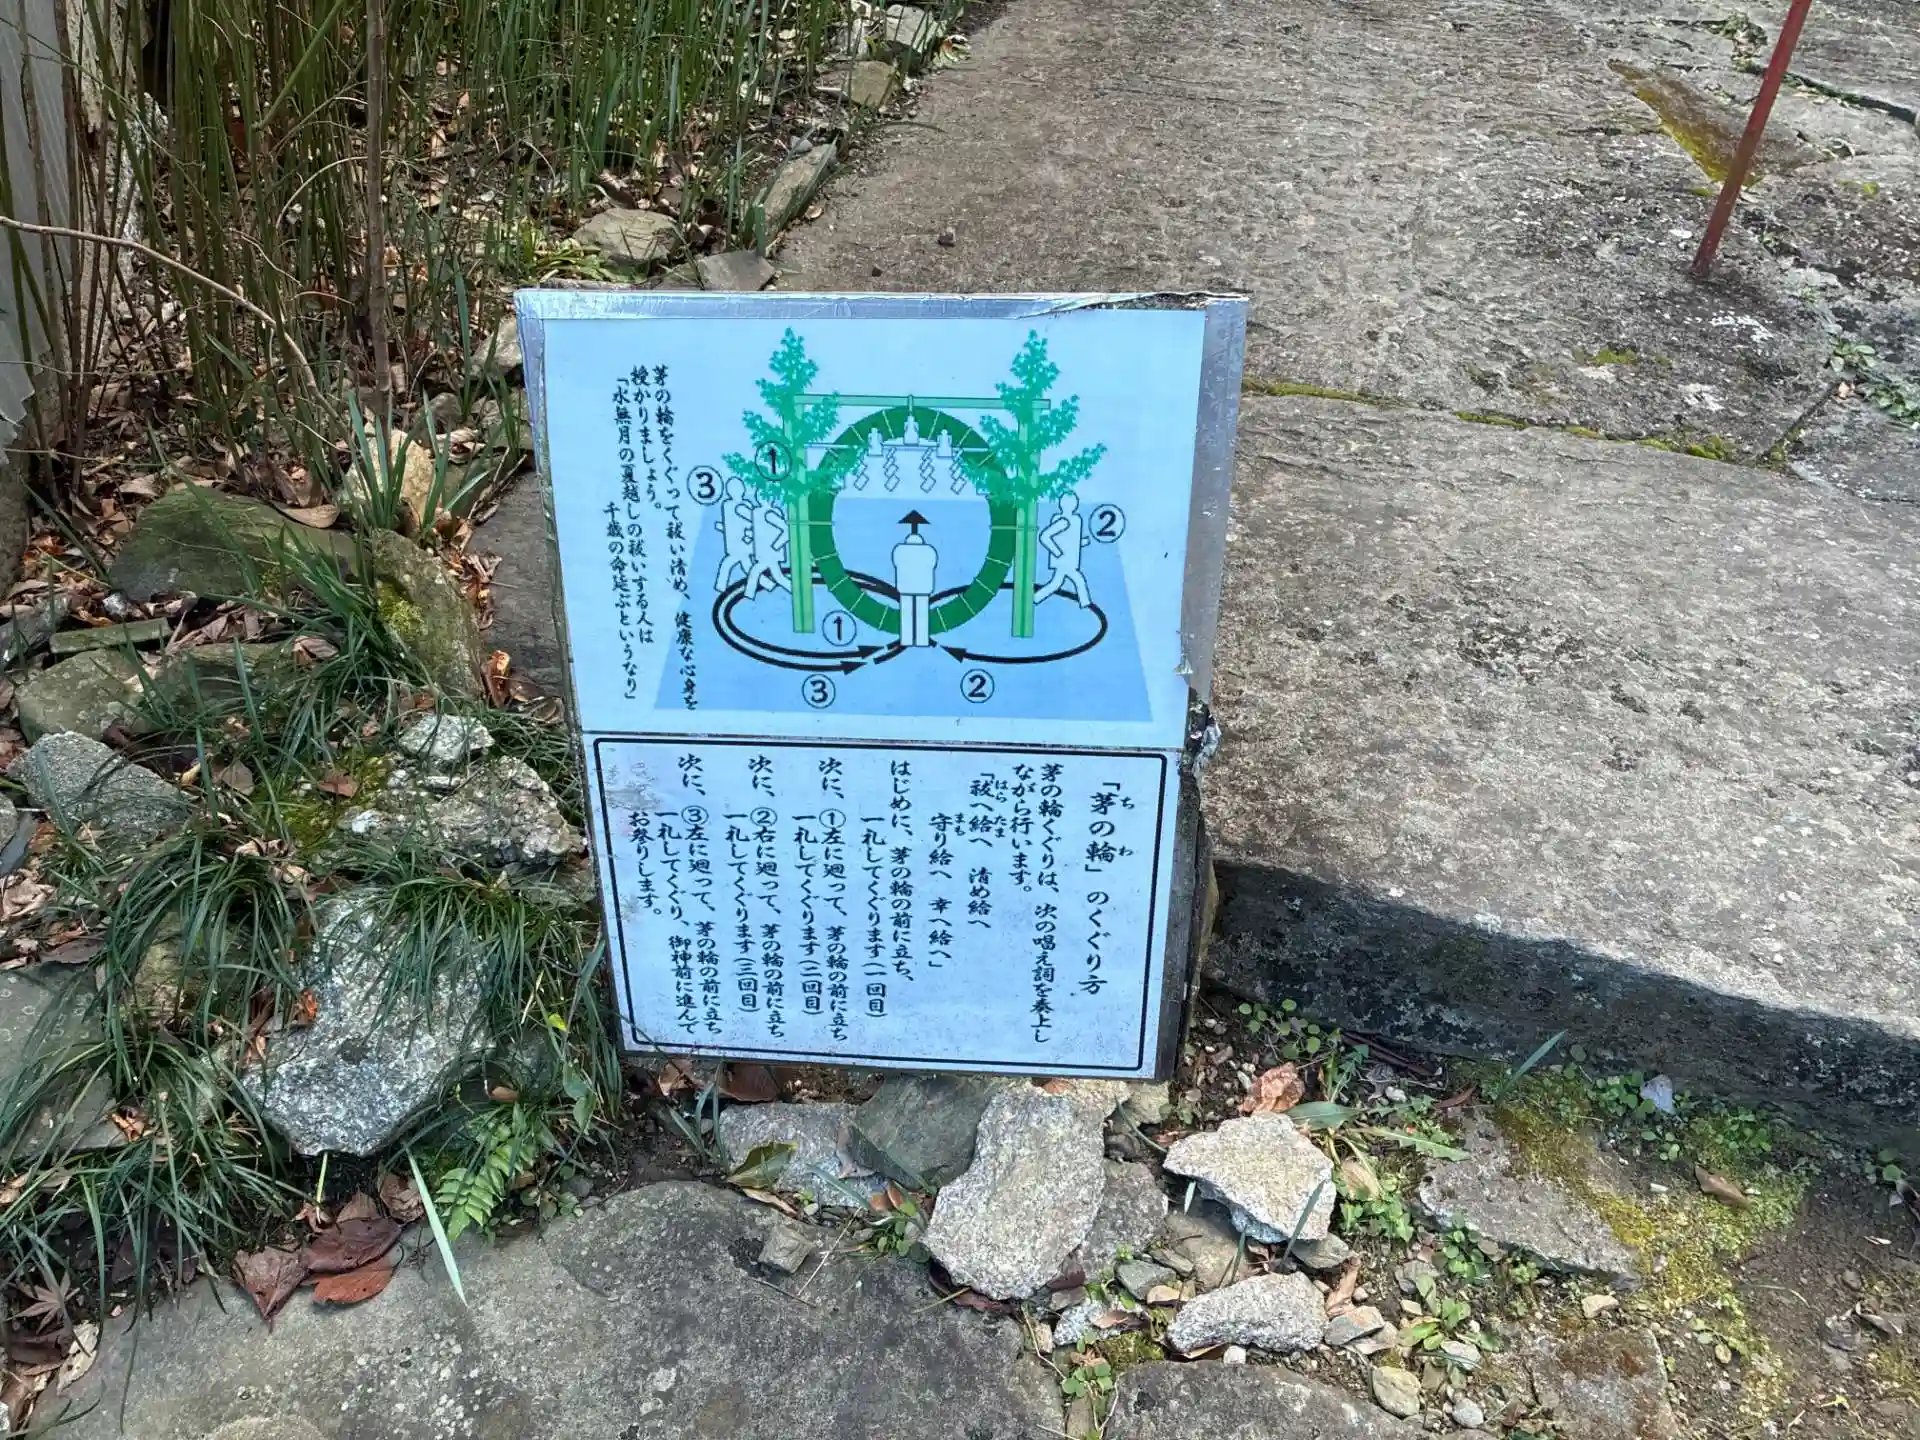 茅の輪をくぐって祓い清め、健康な心身を
授かりましょう。
「水無月の夏越しの祓いする人は
千歳の命延ぶというなり」
①
③
②
①
③
②
「茅の輪」のくぐり方
ち わ
茅の輪くぐりは、次の唱え詞を奏上し
ながら行います。
「祓へ給へ 清め給へ
はら たま
守り給へ 幸へ給へ」
まも
はじめに、茅の輪の前に立ち、
一礼してくぐります(一回目)
次に、①左に廻って、茅の輪の前に立ち
一礼してくぐります(二回目)
次に、②右に廻って、茅の輪の前に立ち
一礼してくぐります(三回目)
次に、③左に廻って、茅の輪の前に立ち
一礼してくぐり、御神前に進んで
お参りします。